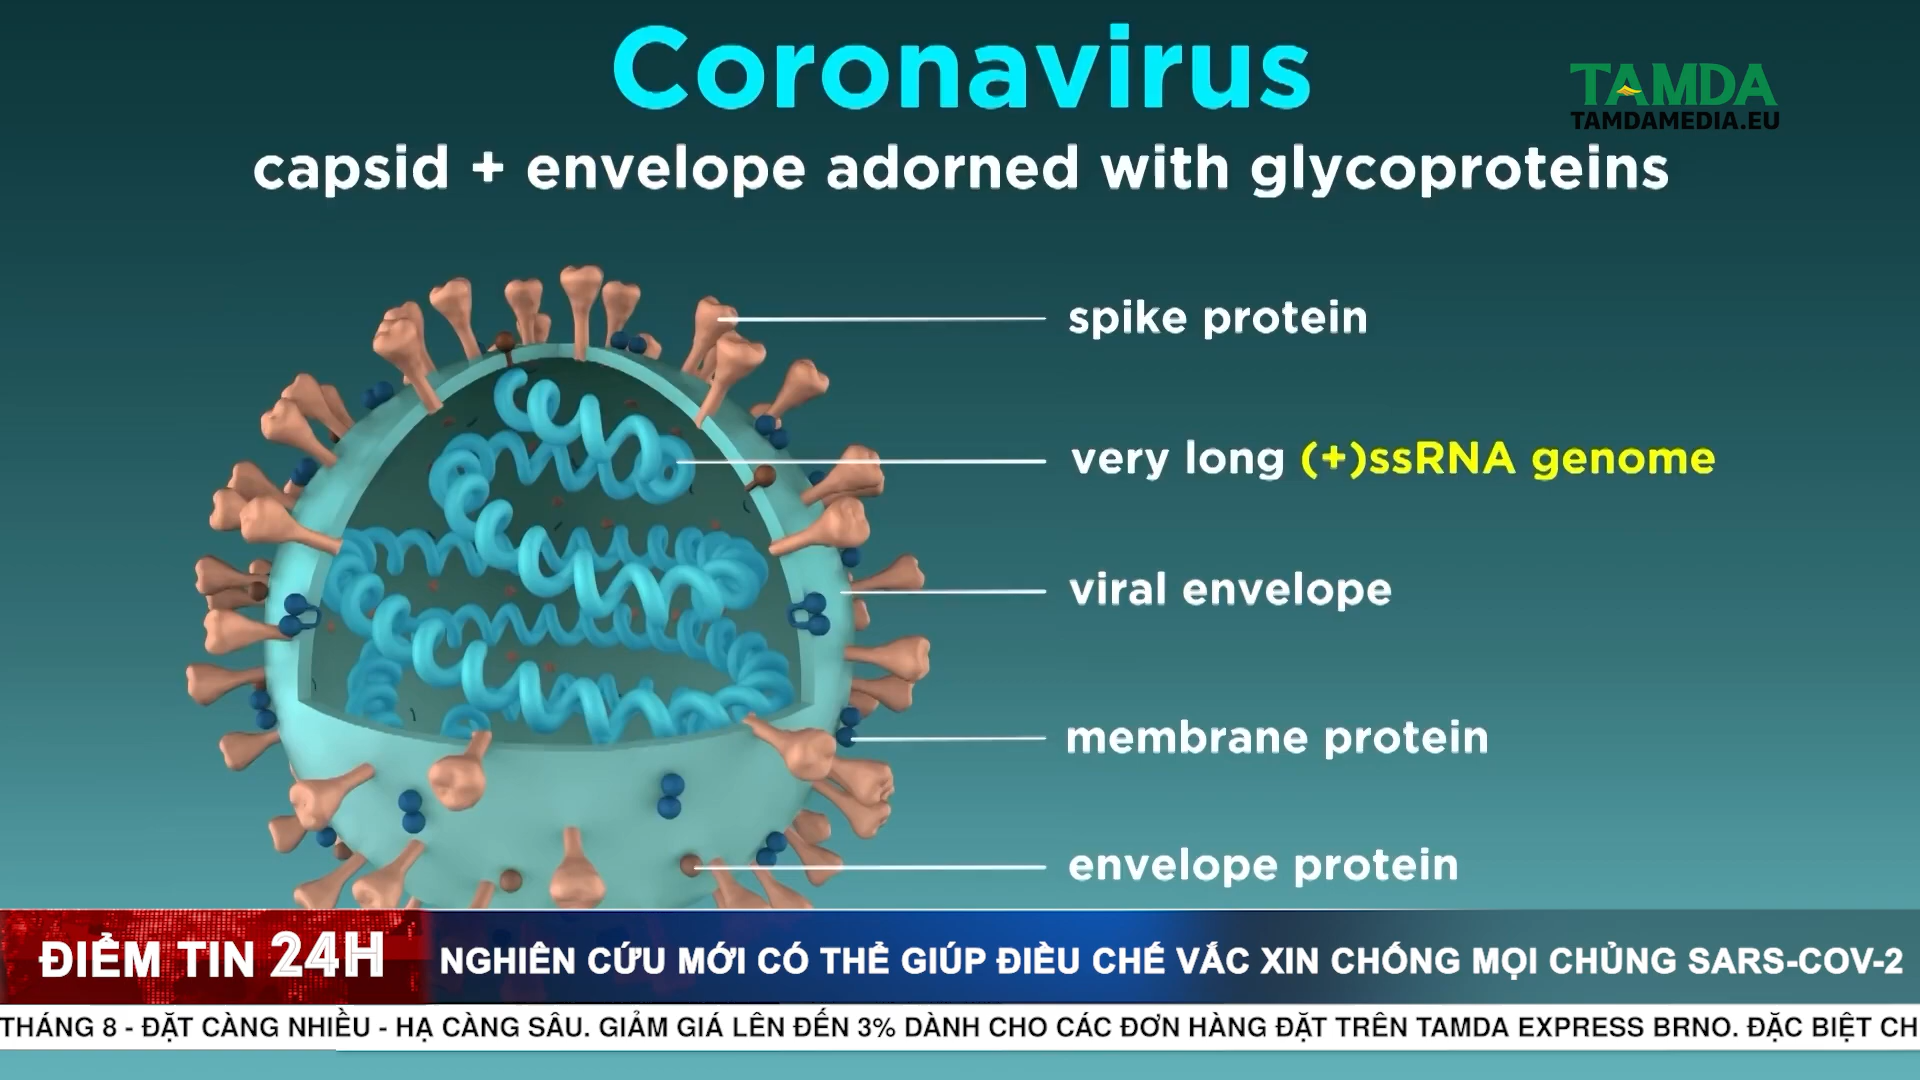 Coronavirus
TAMDA
TAMDAMEDIA.EU
capsid + envelope adorned with glycoproteins
spike protein
very long (+)ssRNA genome
viral envelope
membrane protein
envelope protein
ĐIỂM TIN 24H
NGHIÊN CỨU MỚI CÓ THỂ GIÚP ĐIỀU CHẾ VẮC XIN CHỐNG MỌI CHỦNG SARS-COV-2
THÁNG 8 - ĐẶT CÀNG NHIỀU - HẠ CÀNG SÂU. GIẢM GIÁ LÊN ĐẾN 3% DÀNH CHO CÁC ĐƠN HÀNG ĐẶT TRÊN TAMDA EXPRESS BRNO. ĐẶC BIỆT CH